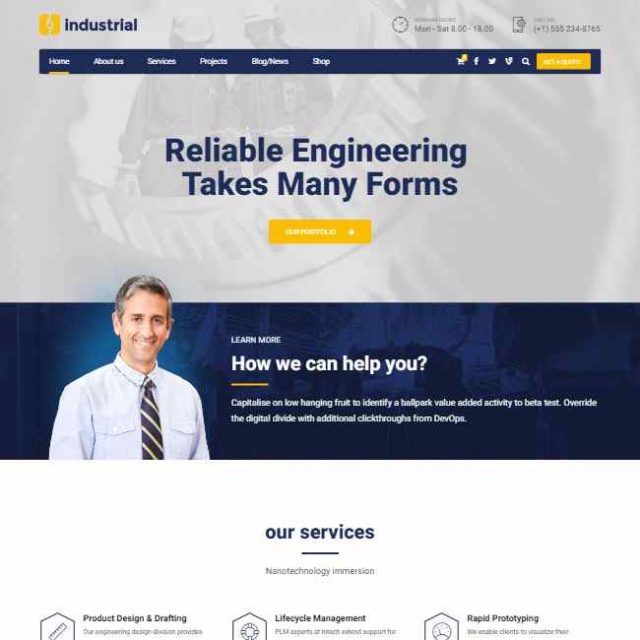 industrial
Mon - Sat 8.00 - 18.00
(+1) 555 234-8765
Home About us Services Projects Blog/News Shop
GET A QUOTE
Reliable Engineering
Takes Many Forms
OUR PORTFOLIO
LEARN MORE
How we can help you?
Capitalise on low hanging fruit to identify a ballpark value added activity to beta test. Override
the digital divide with additional clickthroughs from DevOps.
our services
Nanotechnology immersion
Product Design & Drafting Lifecycle Management Rapid Prototyping
Our engineering design division provides PLM experts at hitech extend support for We enable clients to visualize their